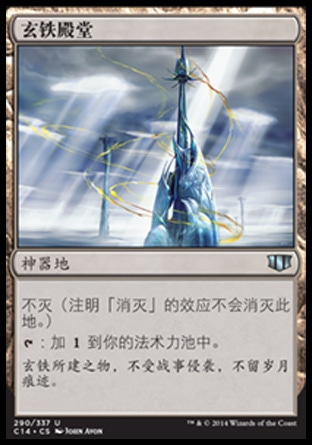 玄铁殿堂
神器地
不灭（注明「消灭」的效应不会消灭此
地。）
：加 1 到你的法术力池中。
玄铁所建之物，不受战事侵袭，不留岁月
痕迹。
290/337 U
C14 • CS JOHN AVON
™ & © 2014 Wizards of the Coast